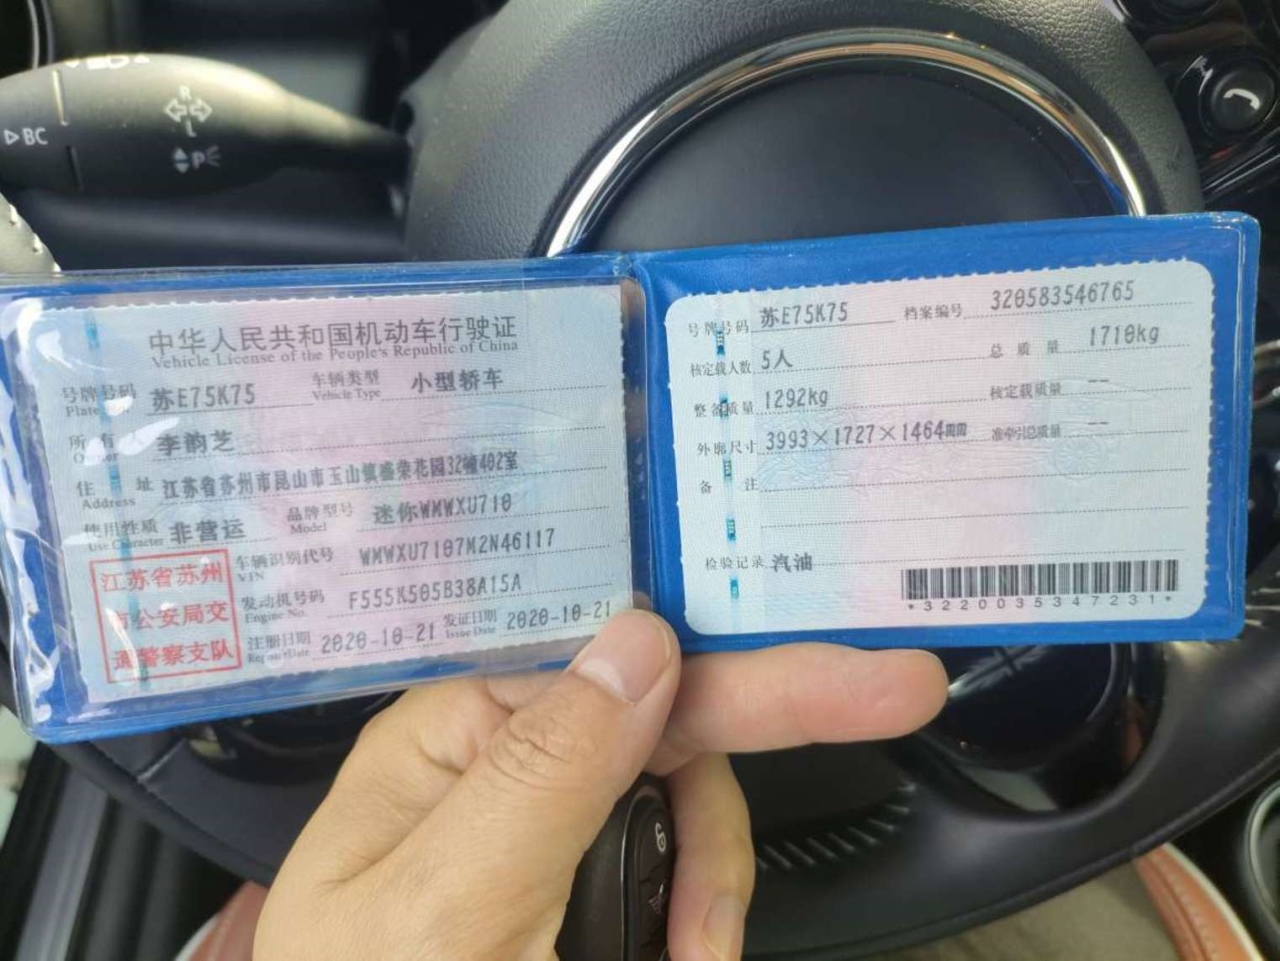 R
L
BC
P
中华人民共和国机动车行驶证
Vehicle License of the People's Republic of China
号牌号码 苏E75K75 车辆类型 小型轿车
Plate Vehicle Type
所有人 李韵芝
Owner
住址 江苏省苏州市昆山市玉山镇盛荣花园32幢402室
Address
使用性质 非营运 品牌型号 迷你WMWXU710
Use Character Model
车辆识别代号 WMWXU7107M2N46117
VIN
发动机号码 F555K505B38A15A
Engine No.
注册日期 2020-10-21 发证日期 2020-10-21
Register Date Issue Date
江苏省苏州
市公安局交
通警察支队
号牌号码 苏E75K75 档案编号 320583546765
核定载人数 5人 总质量 1710kg
整备质量 1292kg 核定载质量 --
外廓尺寸 3993×1727×1464mm 准牵引总质量 --
备注
检验记录 汽油
*3220035347231*